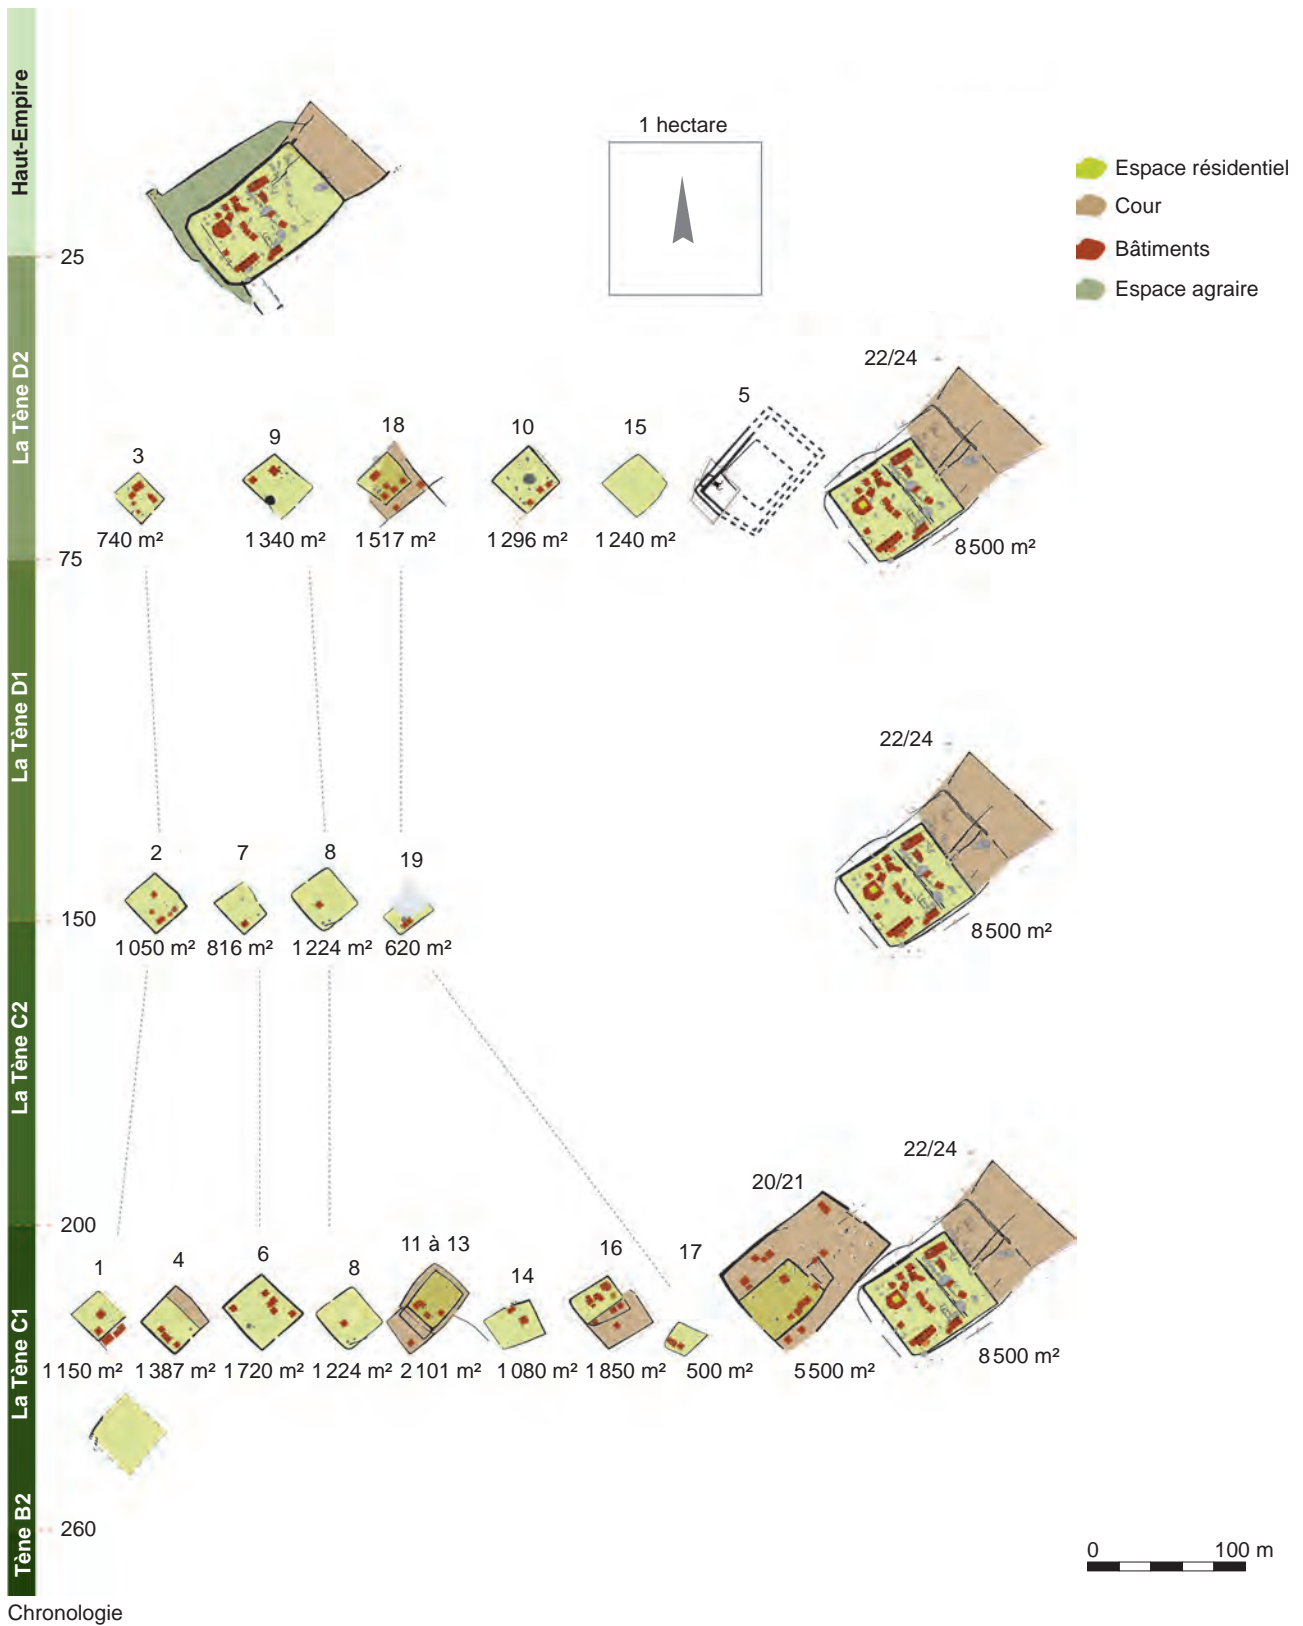 Haut-Empire
1 hectare
Espace résidentiel
Cour
Bâtiments
Espace agraire
25
La Tène D2
22/24
5
18
9
10
15
3
740 m²
1 340 m²
1 517 m²
1 296 m²
1 240 m²
8 500 m²
75
La Tène D1
22/24
2
7
8
19
150
1 050 m²
816 m²
1 224 m²
620 m²
8 500 m²
La Tène C2
22/24
20/21
200
11 à 13
16
17
1
4
6
8
14
La Tène C1
1 150 m²
1 387 m²
1 720 m²
1 224 m²
2 101 m²
1 080 m²
1 850 m²
500 m²
5 500 m²
8 500 m²
Tène B2
260
0
100 m
Chronologie